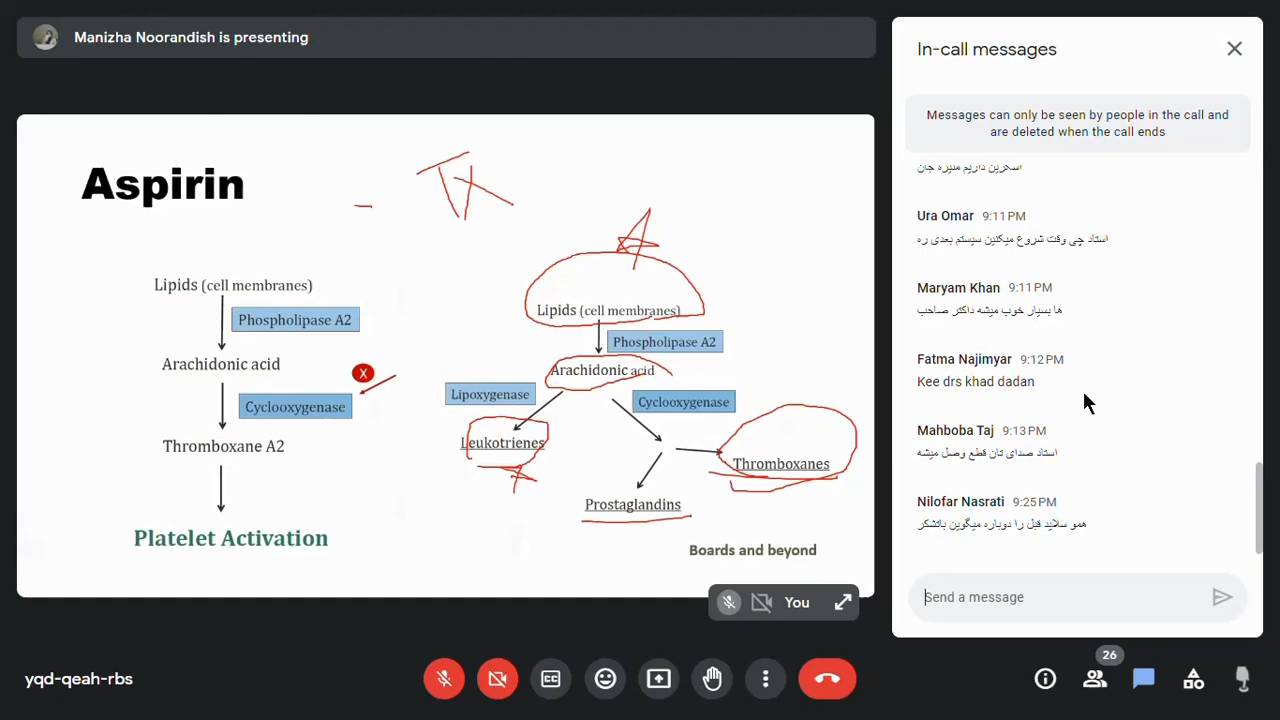 Manizha Noorandish is presenting
Aspirin
TX
Lipids (cell membranes)
Phospholipase A2
Arachidonic acid
X
Cyclooxygenase
Thromboxane A2
Platelet Activation
Lipids (cell membranes)
Phospholipase A2
Arachidonic acid
Lipoxygenase
Cyclooxygenase
Leukotrienes
Thromboxanes
Prostaglandins
Boards and beyond
You
In-call messages
Messages can only be seen by people in the call and
are deleted when the call ends
اسکرین داریم منیژه جان
Ura Omar 9:11 PM
استاد چی وقت شروع میکنین سیستم بعدی ره
Maryam Khan 9:11 PM
ها بسیار خوب میشه داکتر صاحب
Fatma Najimyar 9:12 PM
Kee drs khad dadan
Mahboba Taj 9:13 PM
استاد صدای تان قطع وصل میشه
Nilofar Nasrati 9:25 PM
همو سلاید قبل را دوباره میگوین باتشکر
Send a message
yqd-qeah-rbs
CC
26